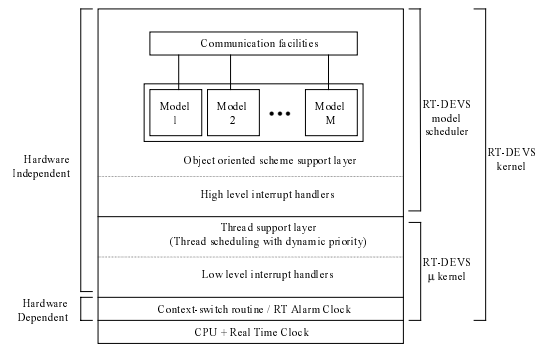 Communication facilities
Model
1
Model
2
•••
Model
M
Object oriented scheme support layer
High level interrupt handlers
Thread support layer
(Thread scheduling with dynamic priority)
Low level interrupt handlers
Context-switch routine / RT Alarm Clock
CPU + Real Time Clock
Hardware
Independent
Hardware
Dependent
RT-DEVS
model
scheduler
RT-DEVS
μ kernel
RT-DEVS
kernel